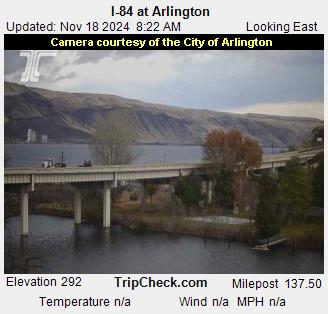 I-84 at Arlington
Updated: Nov 18 2024 8:22 AM Looking East
Camera courtesy of the City of Arlington
Elevation 292 TripCheck.com Milepost 137.50
Temperature n/a Wind n/a MPH n/a